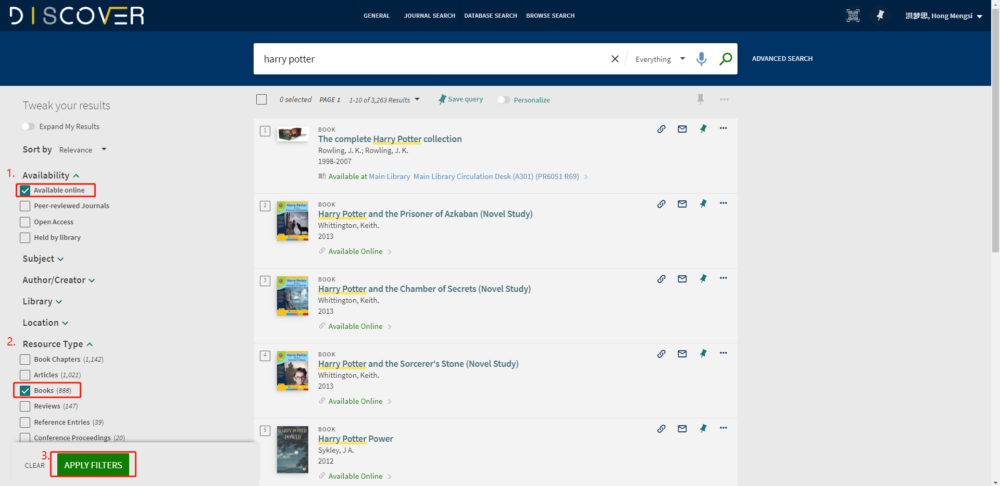 DISCOVER
GENERAL
JOURNAL SEARCH
DATABASE SEARCH
BROWSE SEARCH
洪梦思, Hong Mengsi
harry potter
Everything
ADVANCED SEARCH
Tweak your results
Expand My Results
Sort by Relevance
1.
Availability
Available online
Peer-reviewed Journals
Open Access
Held by library
Subject
Author/Creator
Library
Location
2.
Resource Type
Book Chapters (1,142)
Articles (1,021)
Books (888)
Reviews (147)
Reference Entries (39)
Conference Proceedings (20)
3.
CLEAR
APPLY FILTERS
0 selected PAGE 1 1-10 of 3,263 Results
Save query
Personalize
1
BOOK
The complete Harry Potter collection
Rowling, J. K.; Rowling, J. K.
1998-2007
Available at Main Library Main Library Circulation Desk (A301) (PR6051 R69)
2
BOOK
Harry Potter and the Prisoner of Azkaban (Novel Study)
Whittington, Keith.
2013
Available Online
3
BOOK
Harry Potter and the Chamber of Secrets (Novel Study)
Whittington, Keith.
2013
Available Online
4
BOOK
Harry Potter and the Sorcerer's Stone (Novel Study)
Whittington, Keith.
2013
Available Online
5
HARRY POTTER
POWER
BOOK
Harry Potter Power
Sykley, J A.
2012
Available Online